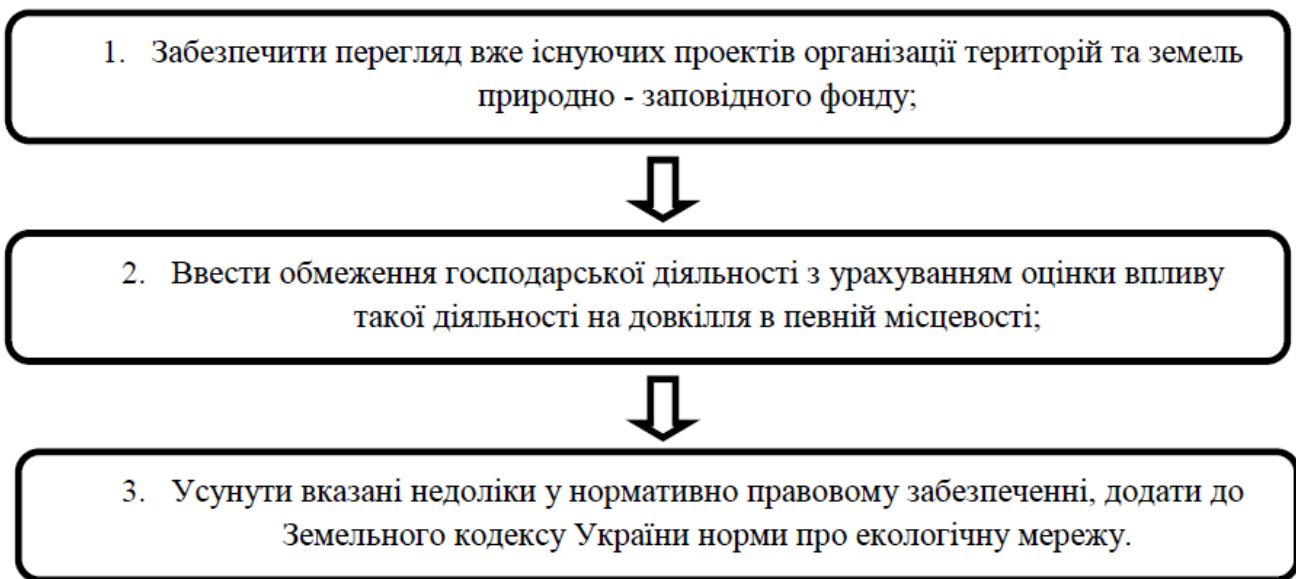 1. Забезпечити перегляд вже існуючих проектів організації територій та земель
природно - заповідного фонду;
2. Ввести обмеження господарської діяльності з урахуванням оцінки впливу
такої діяльності на довкілля в певній місцевості;
3. Усунути вказані недоліки у нормативно правовому забезпеченні, додати до
Земельного кодексу України норми про екологічну мережу.